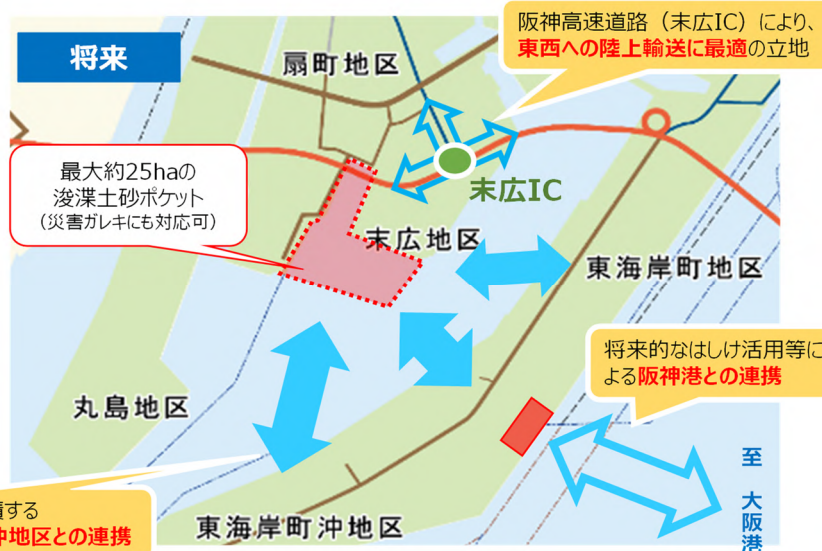 将来
阪神高速道路（末広IC）により、
東西への陸上輸送に最適の立地
扇町地区
最大約25haの
浚渫土砂ポケット
（災害ガレキにも対応可）
末広IC
末広地区
東海岸町地区
将来的なはしけ活用等に
よる阪神港との連携
丸島地区
至 大阪港
する
沖地区との連携
東海岸町沖地区